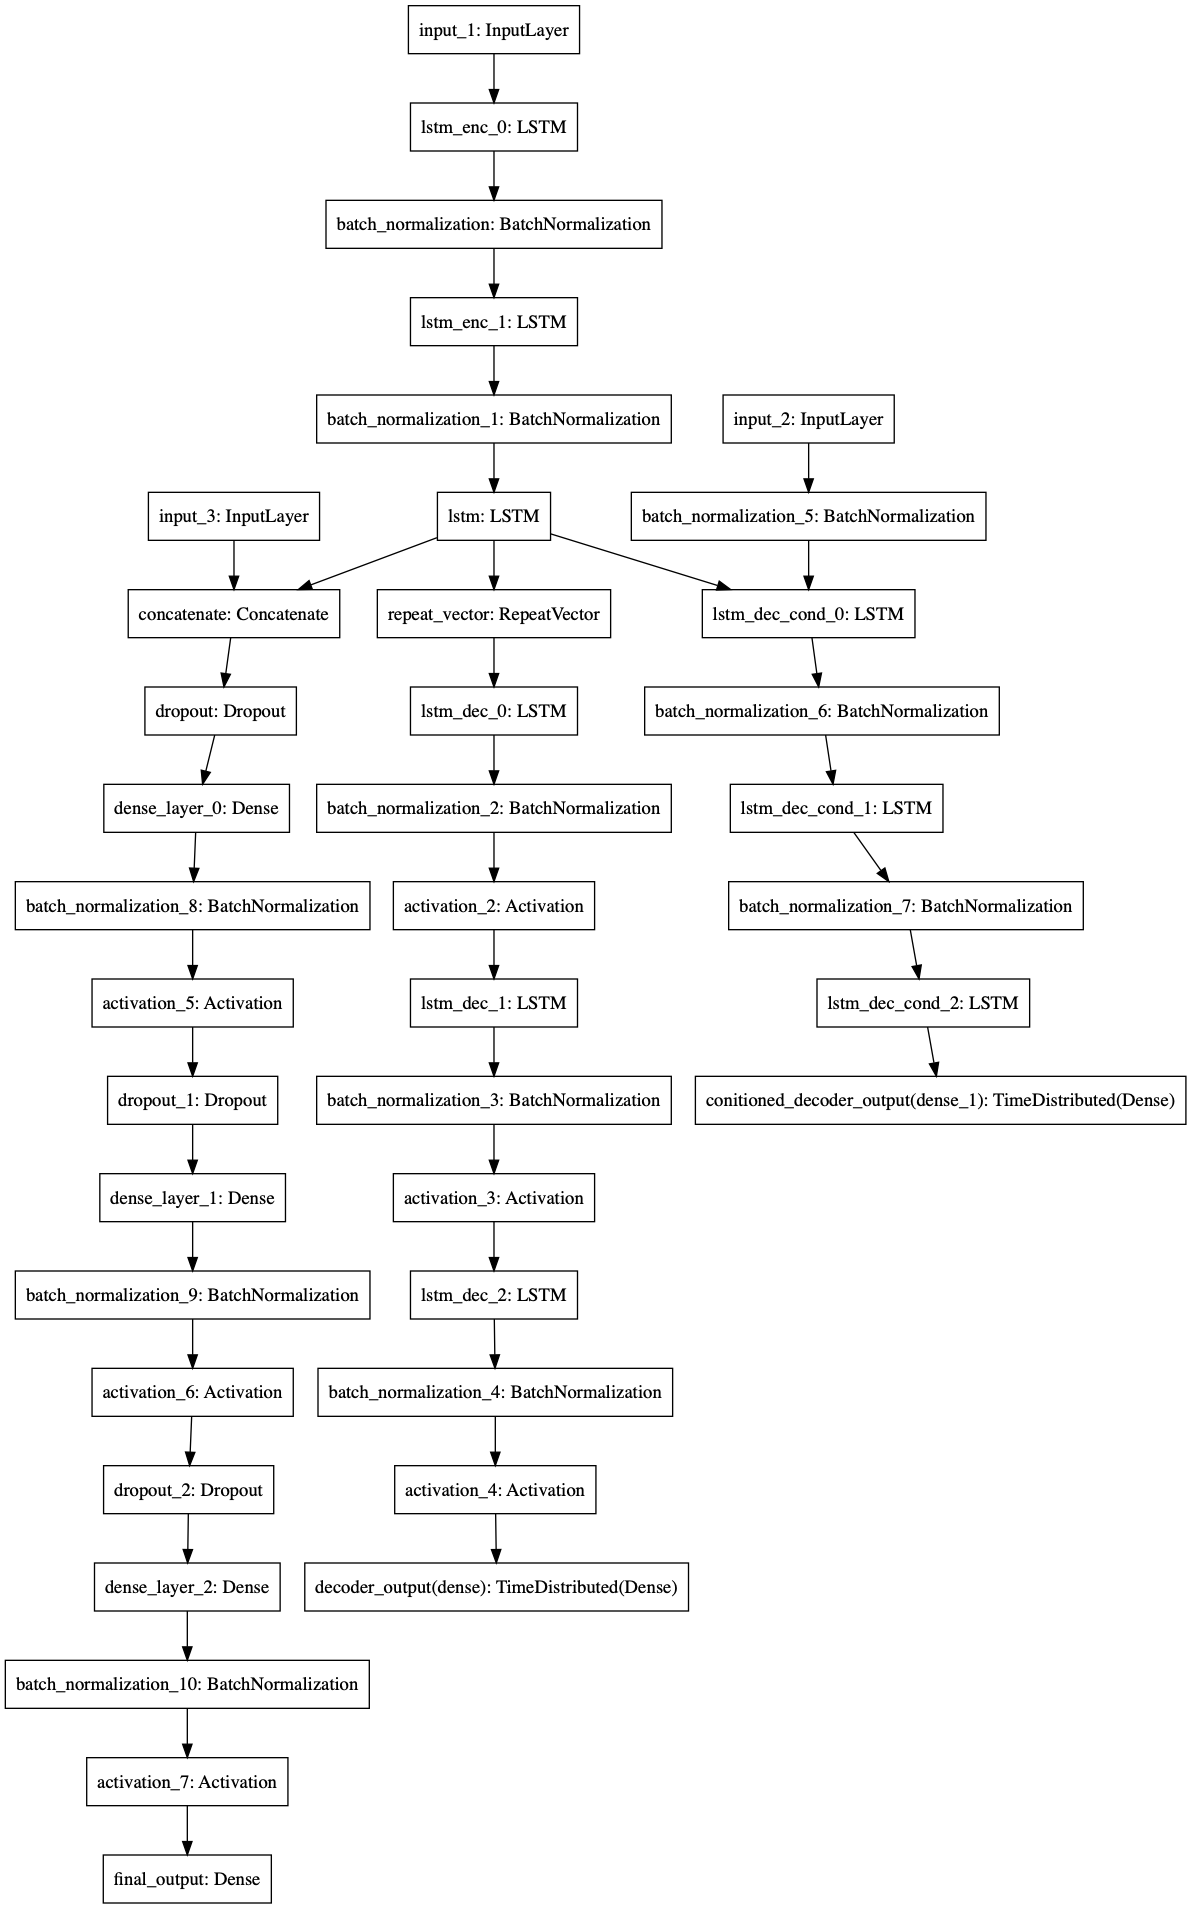 input_1: InputLayer
lstm_enc_0: LSTM
batch_normalization: BatchNormalization
lstm_enc_1: LSTM
batch_normalization_1: BatchNormalization
input_2: InputLayer
input_3: InputLayer
lstm: LSTM
batch_normalization_5: BatchNormalization
concatenate: Concatenate
repeat_vector: RepeatVector
lstm_dec_cond_0: LSTM
dropout: Dropout
lstm_dec_0: LSTM
batch_normalization_6: BatchNormalization
dense_layer_0: Dense
batch_normalization_2: BatchNormalization
lstm_dec_cond_1: LSTM
batch_normalization_8: BatchNormalization
activation_2: Activation
batch_normalization_7: BatchNormalization
activation_5: Activation
lstm_dec_1: LSTM
lstm_dec_cond_2: LSTM
dropout_1: Dropout
batch_normalization_3: BatchNormalization
conitioned_decoder_output(dense_1): TimeDistributed(Dense)
dense_layer_1: Dense
activation_3: Activation
batch_normalization_9: BatchNormalization
lstm_dec_2: LSTM
activation_6: Activation
batch_normalization_4: BatchNormalization
dropout_2: Dropout
activation_4: Activation
dense_layer_2: Dense
decoder_output(dense): TimeDistributed(Dense)
batch_normalization_10: BatchNormalization
activation_7: Activation
final_output: Dense